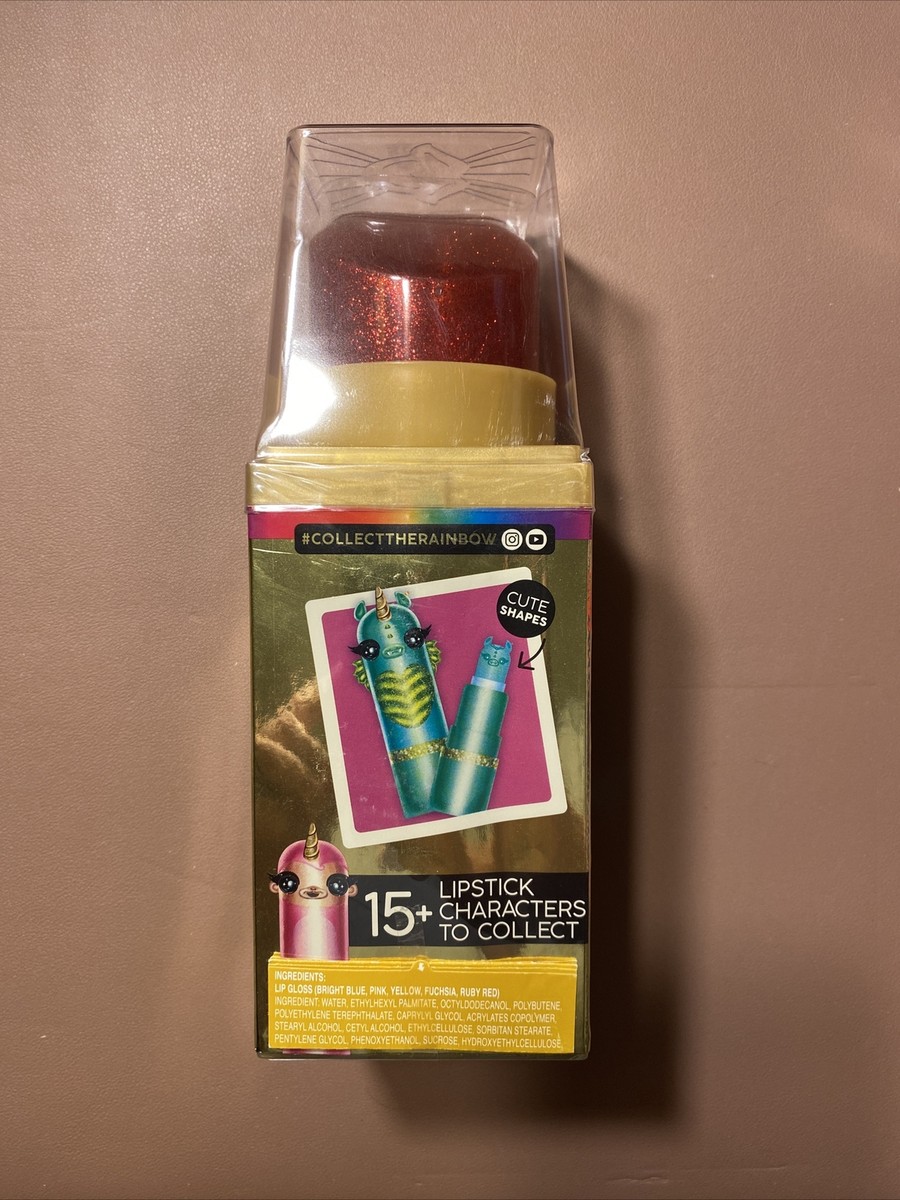 #COLLECTTHERAINBOW
CUTE
SHAPES
15+ LIPSTICK
CHARACTERS
TO COLLECT
INGREDIENTS:
LIP GLOSS (BRIGHT BLUE, PINK, YELLOW, FUCHSIA, RUBY RED)
INGREDIENT: WATER, ETHYLHEXYL PALMITATE, OCTYLDODECANOL, POLYBUTENE,
POLYETHYLENE TEREPHTHALATE, CAPRYLYL GLYCOL, ACRYLATES COPOLYMER,
STEARYL ALCOHOL, CETYL ALCOHOL, ETHYLCELLULOSE, SORBITAN STEARATE,
PENTYLENE GLYCOL, PHENOXYETHANOL, SUCROSE, HYDROXYETHYLCELLULOSE,